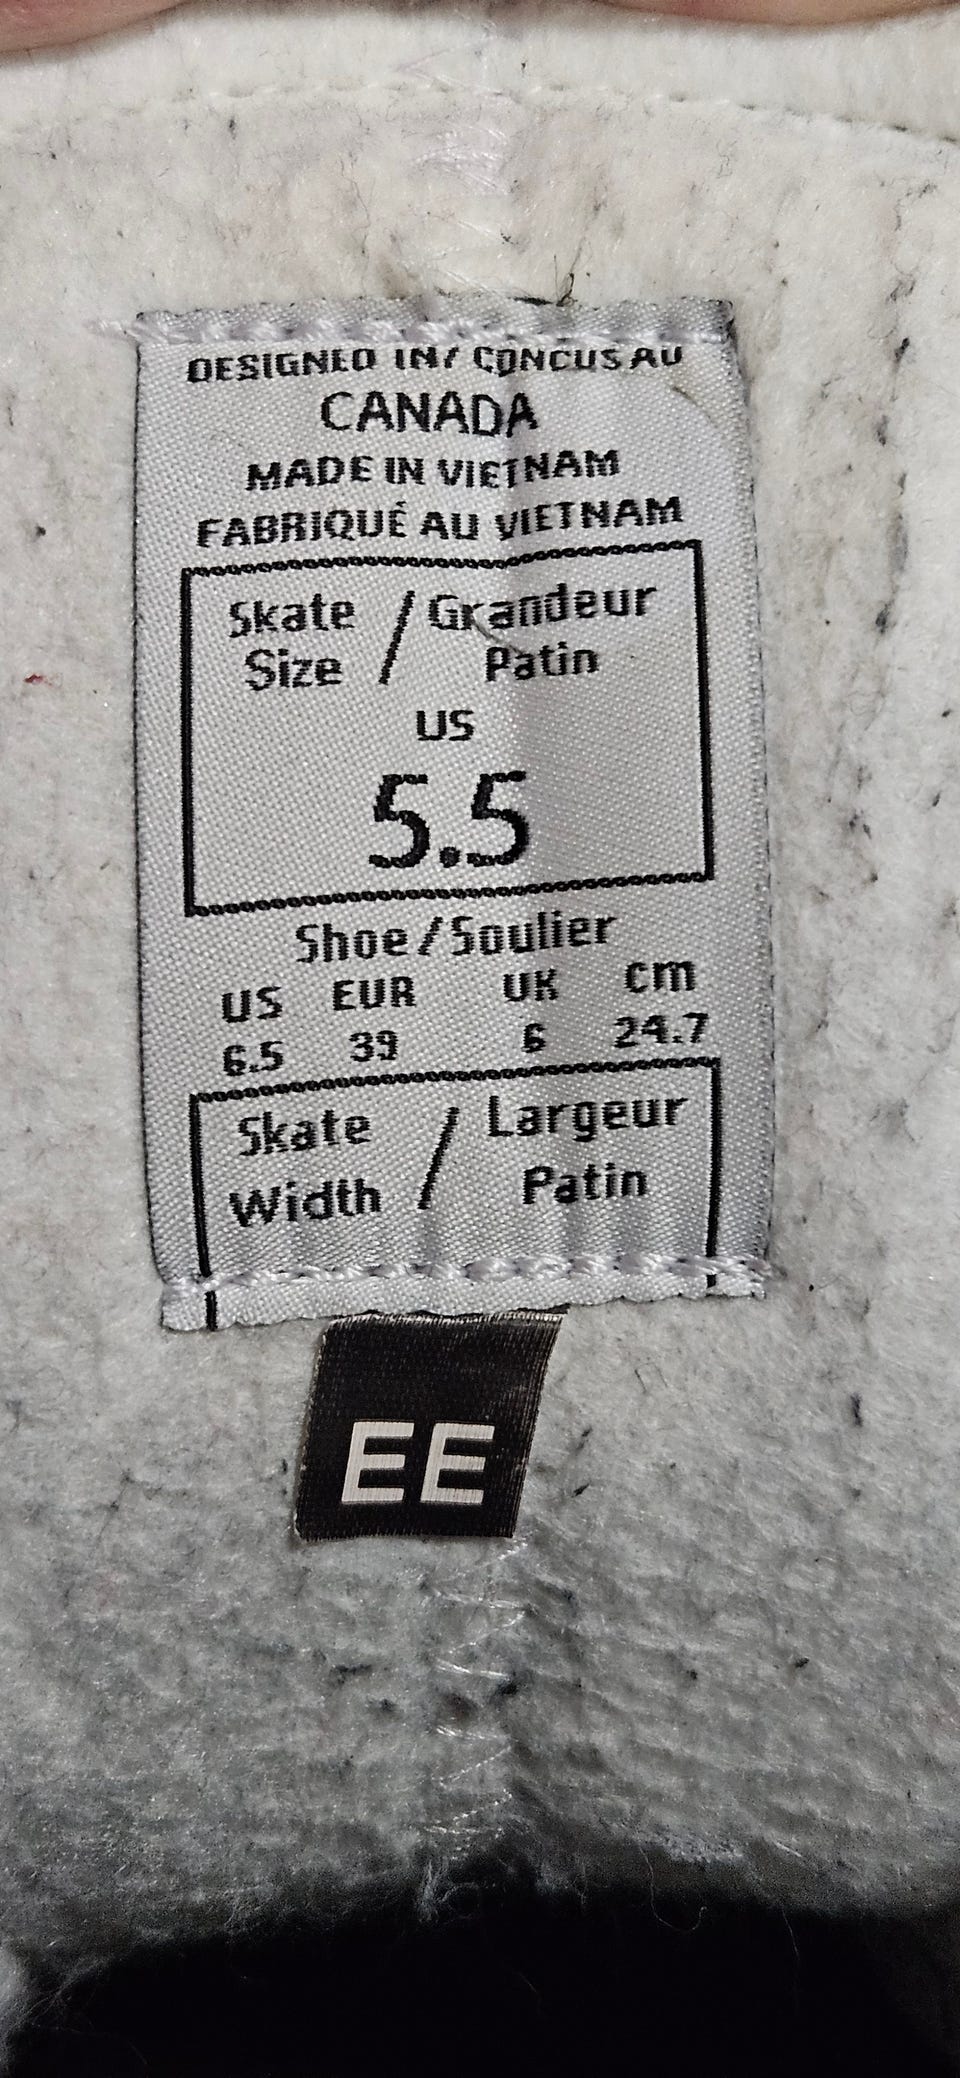 DESIGNED IN/ CONCUS AU
CANADA
MADE IN VIETNAM
FABRIQUÉ AU VIETNAM
Skate / Grandeur
Size Patin
US
5.5
Shoe/Soulier
US EUR UK cm
6.5 39 6 24.7
Skate / Largeur
Width Patin
EE